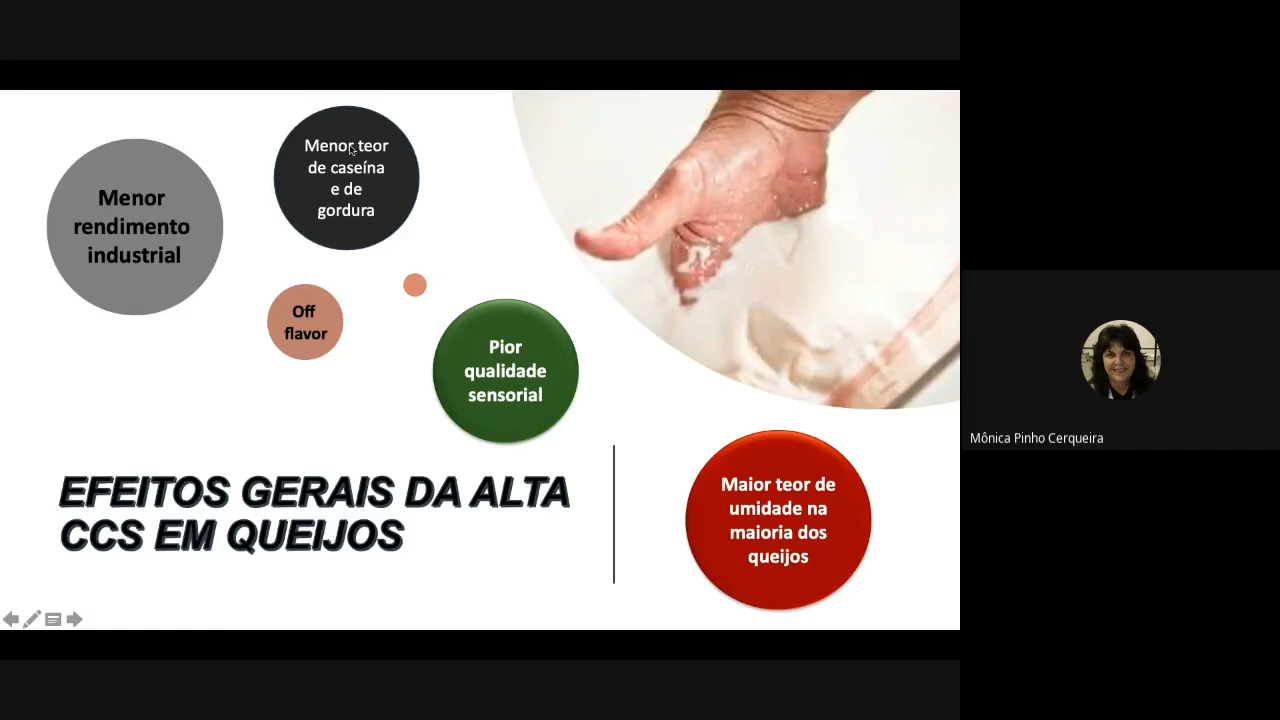 Menor
rendimento
industrial
Menor teor
de caseína
e de
gordura
Off
flavor
Pior
qualidade
sensorial
EFEITOS GERAIS DA ALTA
CCS EM QUEIJOS
Maior teor de
umidade na
maioria dos
queijos
Mônica Pinho Cerqueira